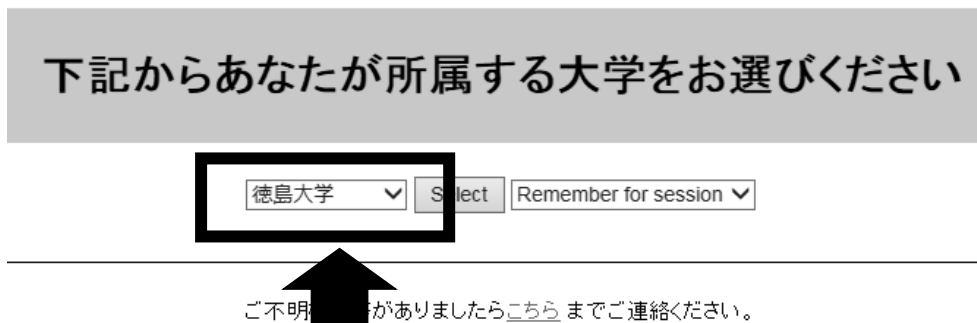 下記からあなたが所属する大学をお選びください
徳島大学 Select Remember for session
ご不明 がありましたらこちら までご連絡ください。